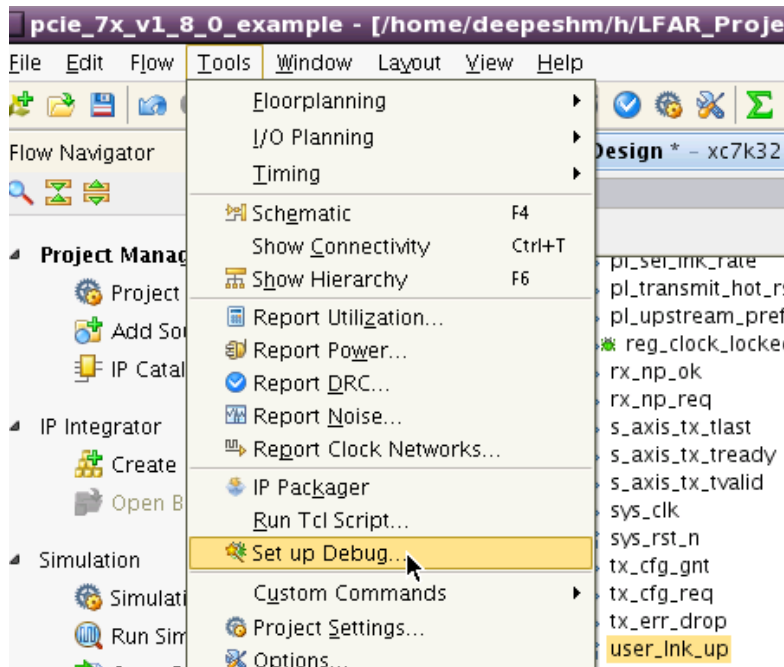 pcie_7x_v1_8_0_example - [/home/deepeshm/h/LFAR_Proje
File Edit Flow Tools Window Layout View Help
Flow Navigator
Design * - xc7k32
Project Manag
Project
Add Sou
IP Catal
IP Integrator
Create
Open B
Simulation
Simulati
Run Sim
Floorplanning
I/O Planning
Timing
Schematic F4
Show Connectivity Ctrl+T
Show Hierarchy F6
Report Utilization...
Report Power...
Report DRC...
Report Noise...
Report Clock Networks...
IP Packager
Run Tcl Script...
Set up Debug...
Custom Commands
Project Settings...
Options...
pl_sel_lnk_rate
pl_transmit_hot_rs
pl_upstream_pref
reg_clock_locked
rx_np_ok
rx_np_req
s_axis_tx_tlast
s_axis_tx_tready
s_axis_tx_tvalid
sys_clk
sys_rst_n
tx_cfg_gnt
tx_cfg_req
tx_err_drop
user_lnk_up